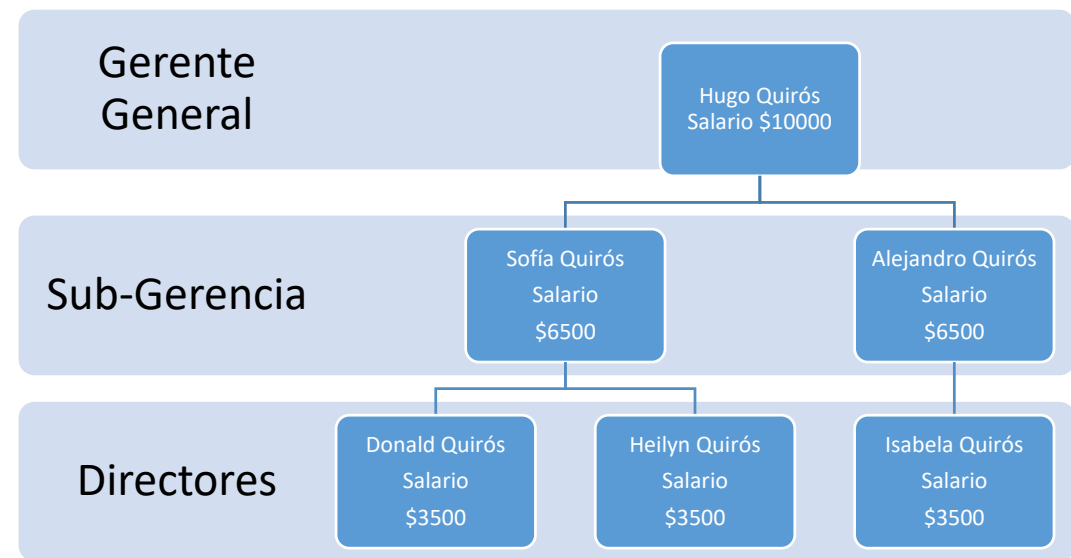 Gerente
General
Hugo Quirós
Salario $10000
Sub-Gerencia
Sofía Quirós
Salario
$6500
Alejandro Quirós
Salario
$6500
Directores
Donald Quirós
Salario
$3500
Heilyn Quirós
Salario
$3500
Isabela Quirós
Salario
$3500